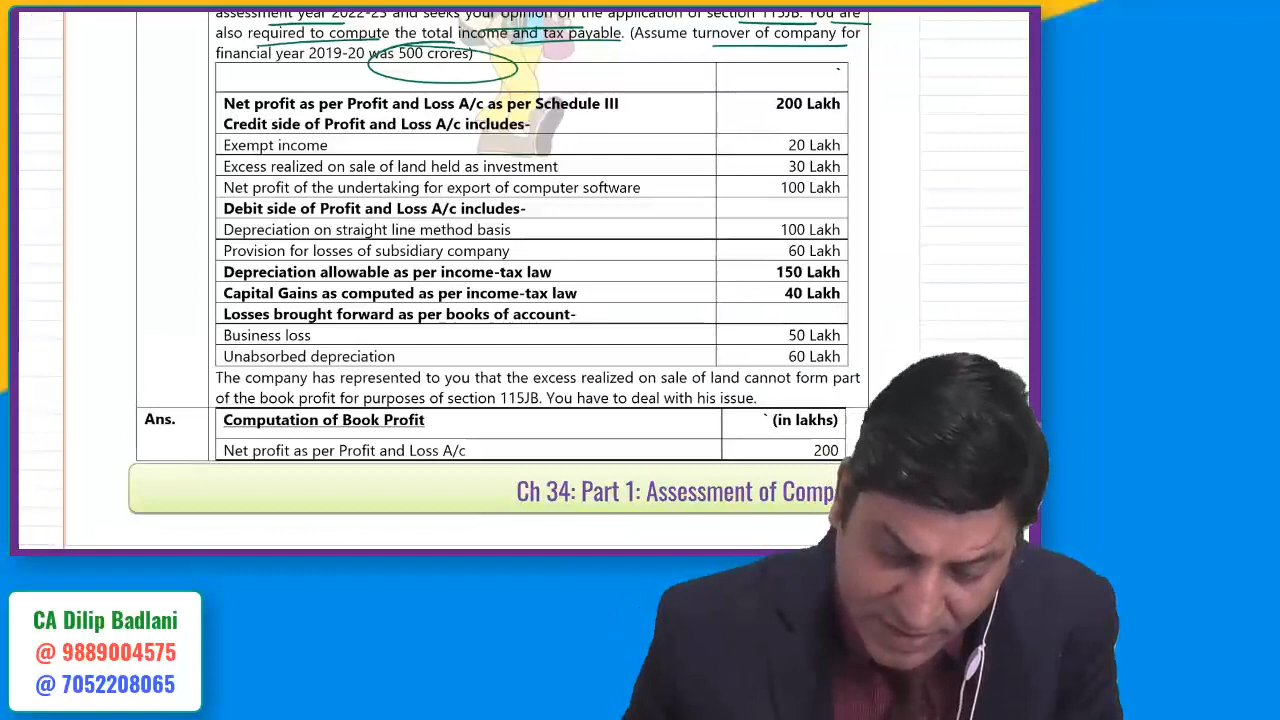 assessment year 2022-23 and seeks your opinion on the application of section 115JB. You are
also required to compute the total income and tax payable. (Assume turnover of company for
financial year 2019-20 was 500 crores)
`
Net profit as per Profit and Loss A/c as per Schedule III 200 Lakh
Credit side of Profit and Loss A/c includes-
Exempt income 20 Lakh
Excess realized on sale of land held as investment 30 Lakh
Net profit of the undertaking for export of computer software 100 Lakh
Debit side of Profit and Loss A/c includes-
Depreciation on straight line method basis 100 Lakh
Provision for losses of subsidiary company 60 Lakh
Depreciation allowable as per income-tax law 150 Lakh
Capital Gains as computed as per income-tax law 40 Lakh
Losses brought forward as per books of account-
Business loss 50 Lakh
Unabsorbed depreciation 60 Lakh
The company has represented to you that the excess realized on sale of land cannot form part
of the book profit for purposes of section 115JB. You have to deal with his issue.
Ans. Computation of Book Profit ` (in lakhs)
Net profit as per Profit and Loss A/c 200
Ch 34: Part 1: Assessment of Comp
CA Dilip Badlani
@ 9889004575
@ 7052208065